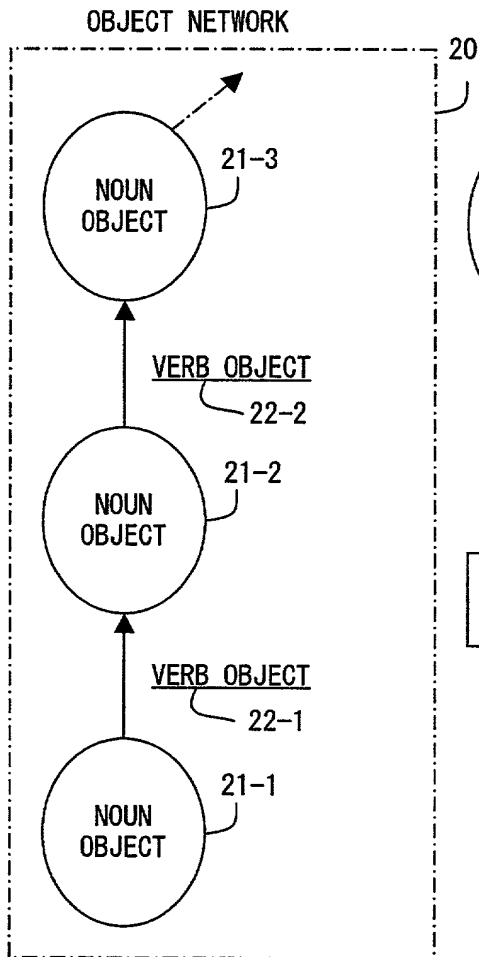 OBJECT NETWORK
20
21-3
NOUN
OBJECT
VERB OBJECT
22-2
21-2
NOUN
OBJECT
VERB OBJECT
22-1
21-1
NOUN
OBJECT